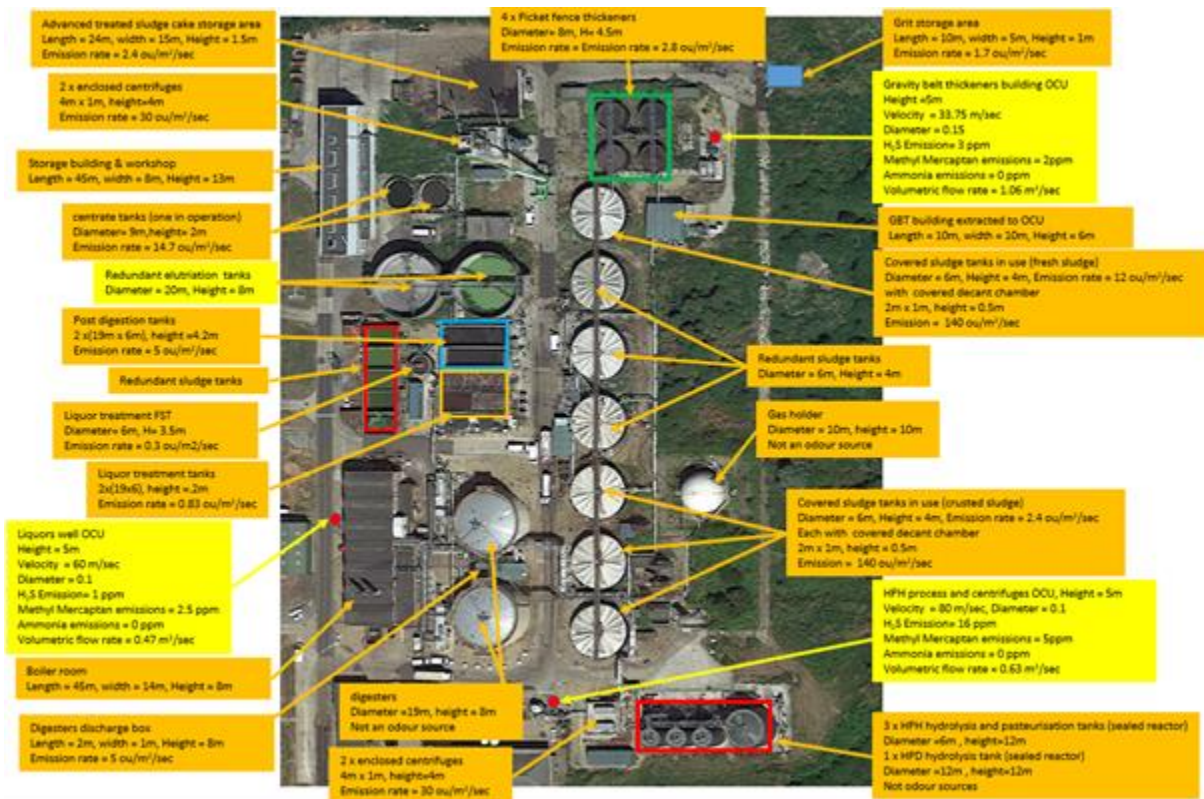 Advanced treated sludge cake storage area
Length = 24m, width = 15m, Height = 1.5m
Emission rate = 2.4 ou/m²/sec
2 x enclosed centrifuges
4m x 1m, height=4m
Emission rate = 30 ou/m²/sec
Storage building & workshop
Length = 45m, width = 8m, Height = 13m
centrate tanks (one in operation)
Diameter= 9m,height= 2m
Emission rate = 14.7 ou/m²/sec
Redundant elutriation tanks
Diameter = 20m, Height = 8m
Post digestion tanks
2 x(19m x 6m), height =4.2m
Emission rate = 5 ou/m²/sec
Redundant sludge tanks
Liquor treatment FST
Diameter= 6m, H= 3.5m
Emission rate = 0.3 ou/m2/sec
Liquor treatment tanks
2x(19x6), height =.2m
Emission rate = 0.83 ou/m²/sec
Liquors well OCU
Height = 5m
Velocity = 60 m/sec
Diameter = 0.1
H₂S Emission= 1 ppm
Methyl Mercaptan emissions = 2.5 ppm
Ammonia emissions = 0 ppm
Volumetric flow rate = 0.47 m³/sec
Boiler room
Length = 45m, width = 14m, Height = 8m
Digesters discharge box
Length = 2m, width = 1m, Height = 8m
Emission rate = 5 ou/m²/sec
4 x Picket fence thickeners
Diameter= 8m, H= 4.5m
Emission rate = Emission rate = 2.8 ou/m²/sec
digesters
Diameter =19m, height = 8m
Not an odour source
2 x enclosed centrifuges
4m x 1m, height=4m
Emission rate = 30 ou/m²/sec
Grit storage area
Length = 10m, width = 5m, Height = 1m
Emission rate = 1.7 ou/m²/sec
Gravity belt thickeners building OCU
Height =5m
Velocity = 33.75 m/sec
Diameter = 0.15
H₂S Emission= 3 ppm
Methyl Mercaptan emissions = 2ppm
Ammonia emissions = 0 ppm
Volumetric flow rate = 1.06 m³/sec
GBT building extracted to OCU
Length = 10m, width = 10m, Height = 6m
Covered sludge tanks in use (fresh sludge)
Diameter = 6m, Height = 4m, Emission rate = 12 ou/m²/sec
with covered decant chamber
2m x 1m, height = 0.5m
Emission = 140 ou/m²/sec
Redundant sludge tanks
Diameter = 6m, Height = 4m
Gas holder
Diameter = 10m, height = 10m
Not an odour source
Covered sludge tanks in use (crusted sludge)
Diameter = 6m, Height = 4m, Emission rate = 2.4 ou/m²/sec
Each with covered decant chamber
2m x 1m, height = 0.5m
Emission = 140 ou/m²/sec
HPH process and centrifuges OCU, Height = 5m
Velocity = 80 m/sec, Diameter = 0.1
H₂S Emission= 16 ppm
Methyl Mercaptan emissions = 5ppm
Ammonia emissions = 0 ppm
Volumetric flow rate = 0.63 m³/sec
3 x HPH hydrolysis and pasteurisation tanks (sealed reactor)
Diameter =6m , height=12m
1 x HPD hydrolysis tank (sealed reactor)
Diameter =12m , height=12m
Not odour sources